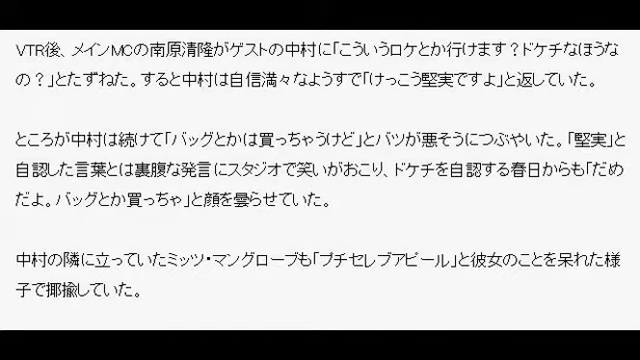 VTR後、メインMCの南原清隆がゲストの中村に「こういうロケとか行けます?ドケチなほうな
の?」とたずねた。すると中村は自信満々なようすで「けっこう堅実ですよ」と返していた。
ところが中村は続けて「バッグとかは買っちゃうけど」とバツが悪そうにつぶやいた。「堅実」と
自認した言葉とは裏腹な発言にスタジオで笑いがおこり、ドケチを自認する春日からも「だめ
だよ。バッグとか買っちゃ」と顔を曇らせていた。
中村の隣に立っていたミッツ・マングローブも「プチセレブアピール」と彼女のことを呆れた様
子で揶揄していた。